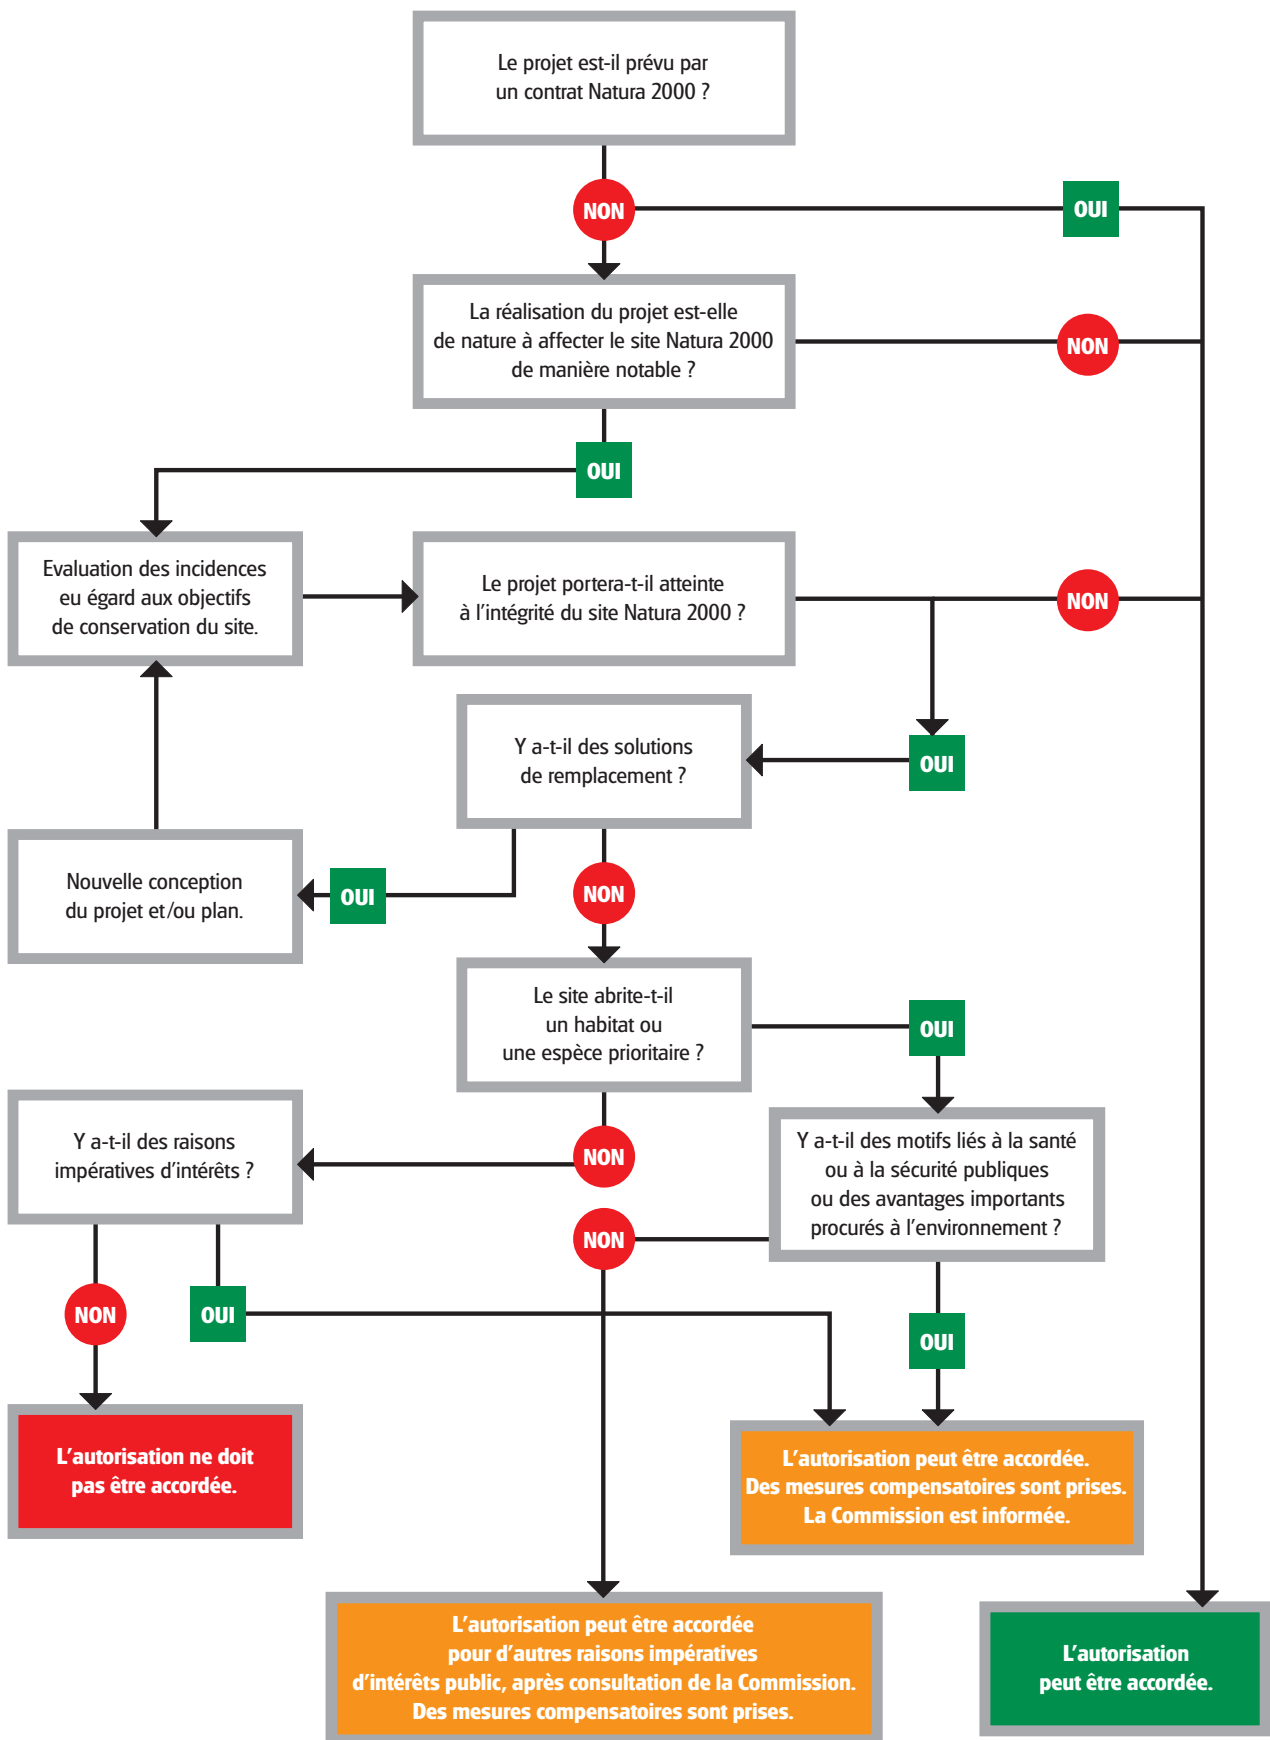 Le projet est-il prévu par
un contrat Natura 2000 ?
NON
OUI
La réalisation du projet est-elle
de nature à affecter le site Natura 2000
de manière notable ?
NON
OUI
Evaluation des incidences
eu égard aux objectifs
de conservation du site.
Le projet portera-t-il atteinte
à l'intégrité du site Natura 2000 ?
NON
Y a-t-il des solutions
de remplacement ?
OUI
Nouvelle conception
du projet et/ou plan.
OUI
NON
Le site abrite-t-il
un habitat ou
une espèce prioritaire ?
OUI
Y a-t-il des raisons
impératives d'intérêts ?
NON
Y a-t-il des motifs liés à la santé
ou à la sécurité publiques
ou des avantages importants
procurés à l'environnement ?
NON
NON
OUI
OUI
L'autorisation ne doit
pas être accordée.
L'autorisation peut être accordée.
Des mesures compensatoires sont prises.
La Commission est informée.
L'autorisation peut être accordée
pour d'autres raisons impératives
d'intérêts public, après consultation de la Commission.
Des mesures compensatoires sont prises.
L'autorisation
peut être accordée.